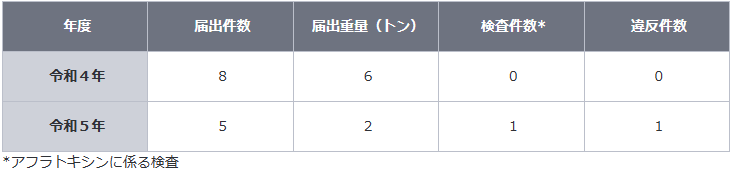 年度 届出件数 届出重量（トン） 検査件数* 違反件数
令和４年 8 6 0 0
令和５年 5 2 1 1
*アフラトキシンに係る検査